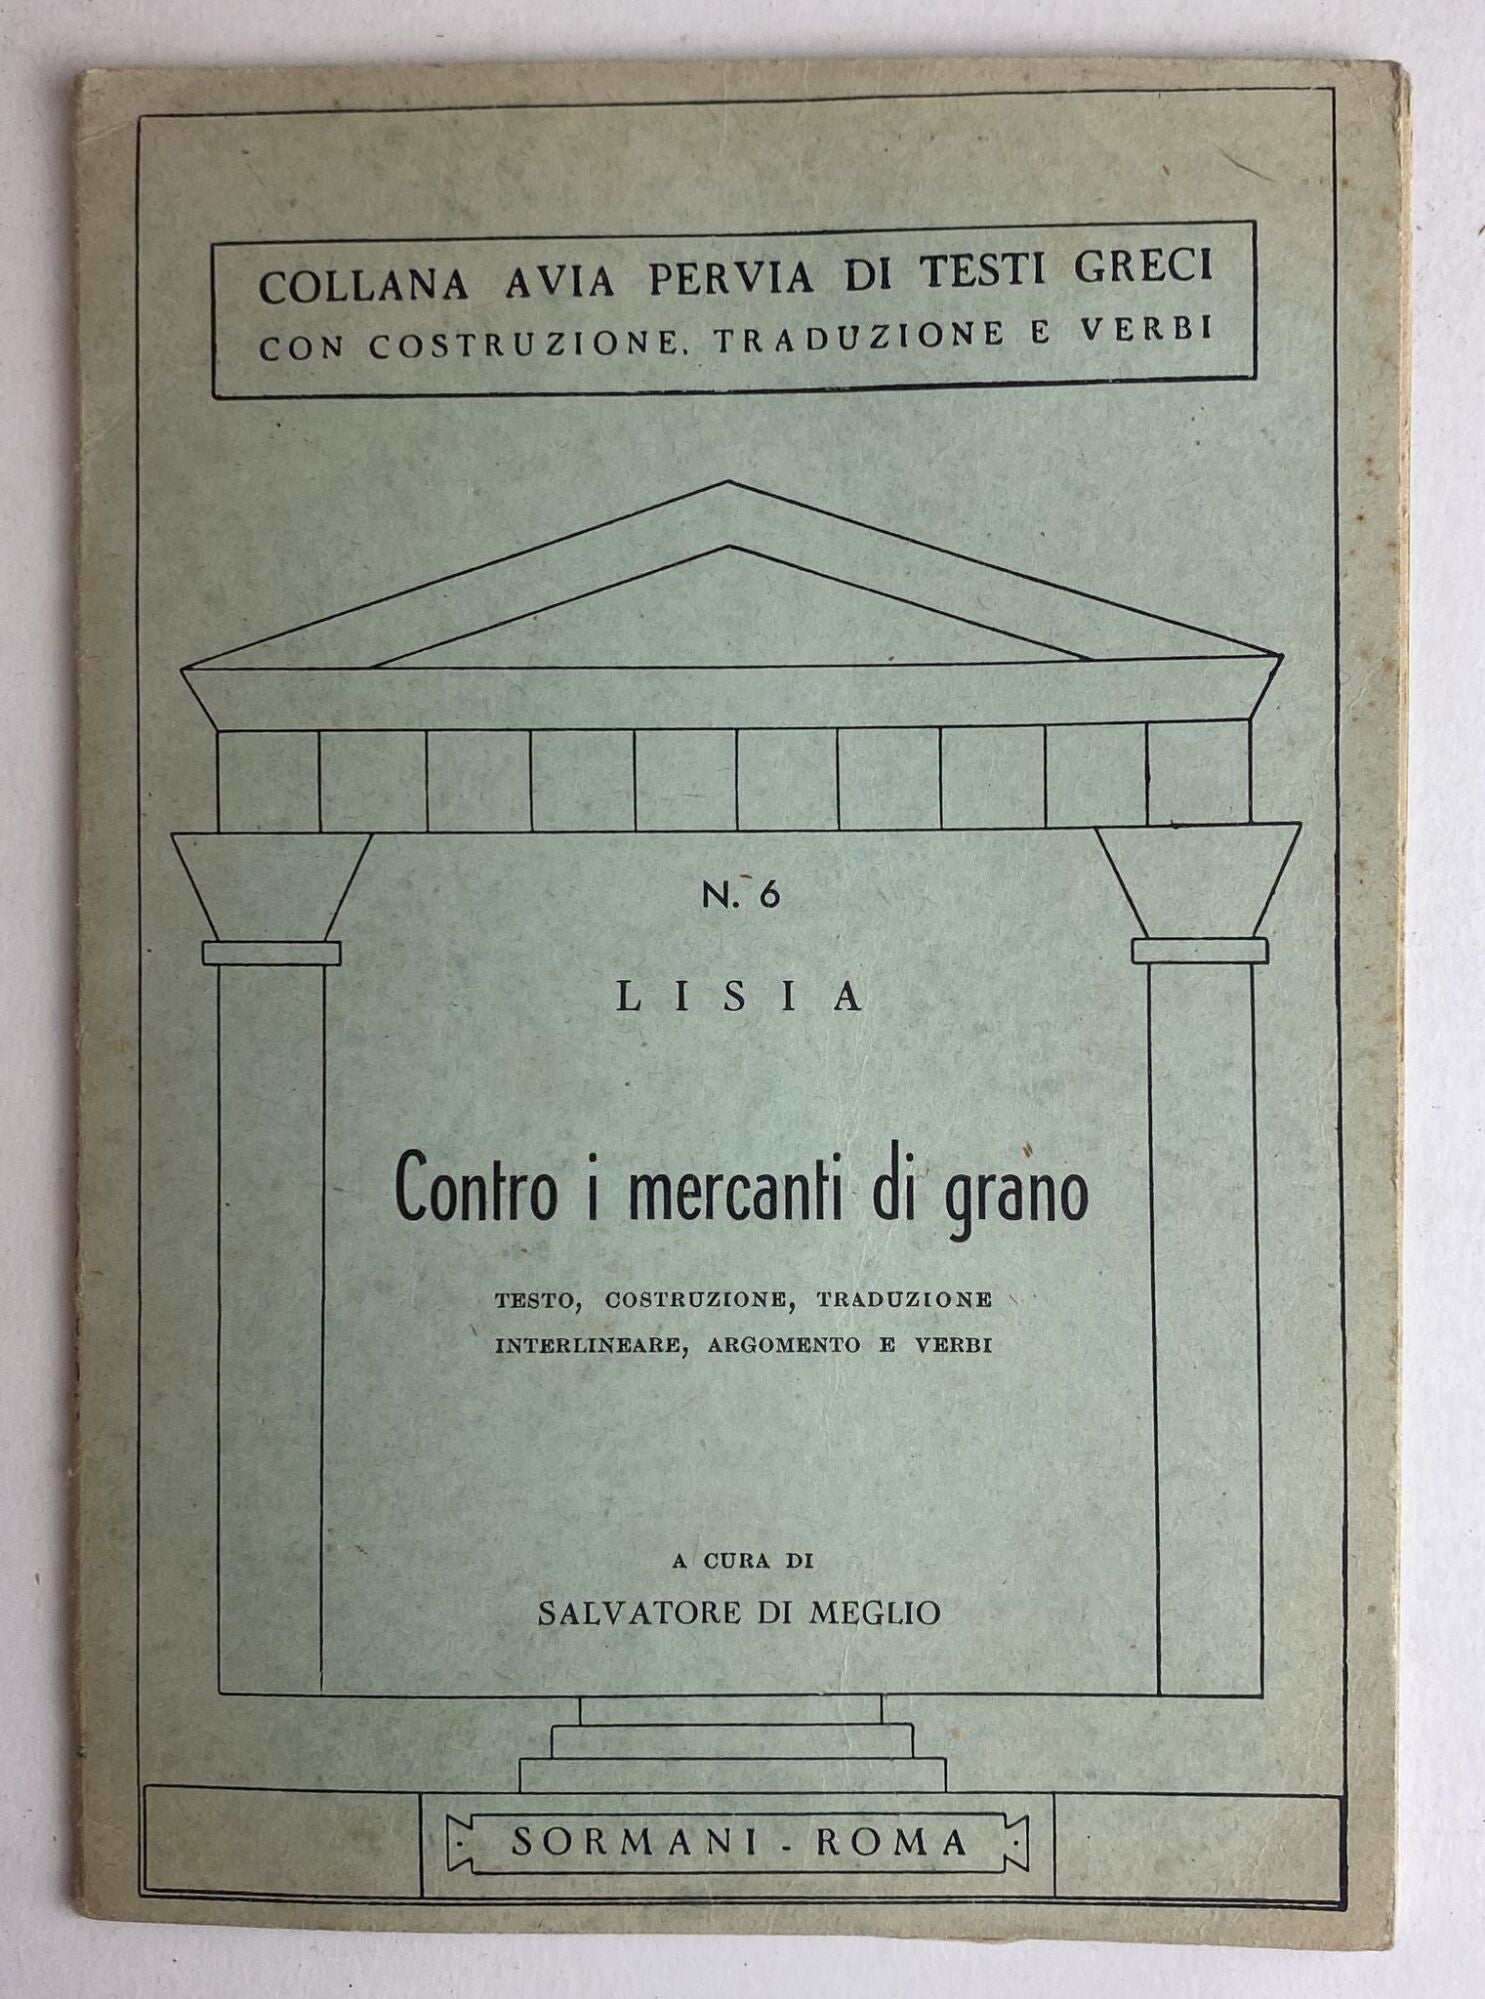 COLLANA AVIA PERVIA DI TESTI GRECI
CON COSTRUZIONE, TRADUZIONE E VERBI
N. 6
LISIA
Contro i mercanti di grano
TESTO, COSTRUZIONE, TRADUZIONE
INTERLINEARE, ARGOMENTO E VERBI
A CURA DI
SALVATORE DI MEGLIO
SORMANI - ROMA